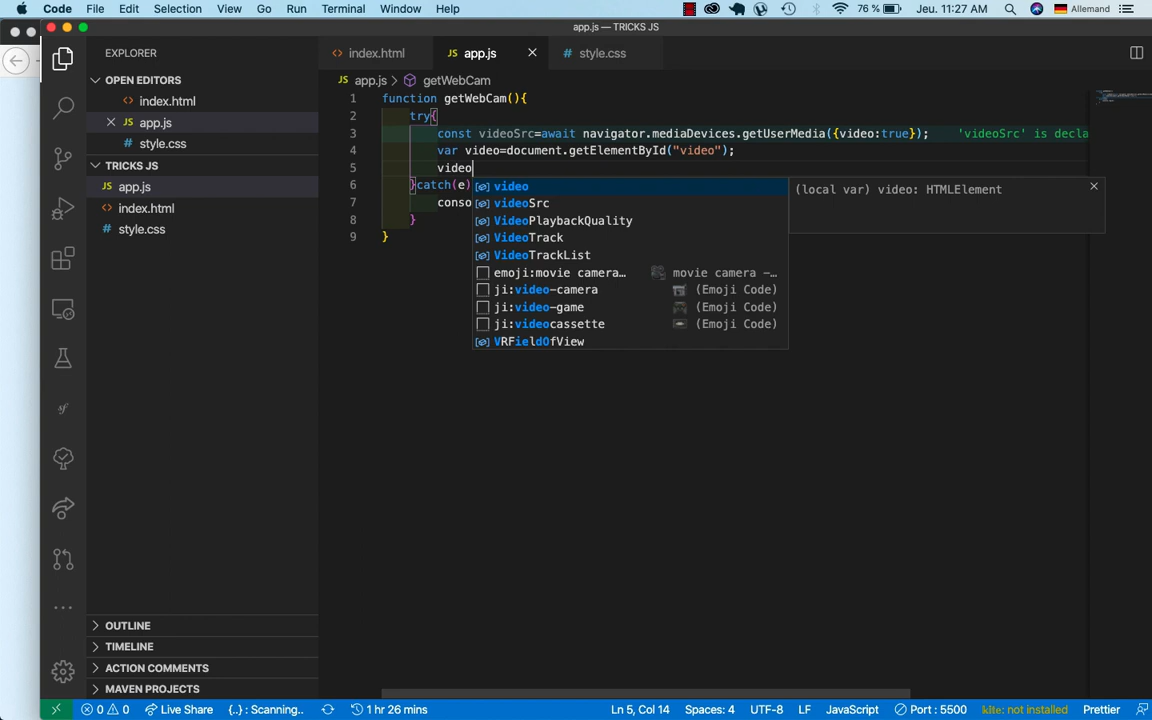 Code File Edit Selection View Go Run Terminal Window Help 76 % Jeu. 11:27 AM Allemand
app.js — TRICKS JS
EXPLORER
index.html
JS app.js
# style.css
OPEN EDITORS
JS app.js > getWebCam
index.html
JS app.js
# style.css
TRICKS JS
JS app.js
index.html
# style.css
1 function getWebCam(){
2 try{
3 const videoSrc=await navigator.mediaDevices.getUserMedia({video:true}); 'videoSrc' is decla
4 var video=document.getElementById("video");
5 video
6 }catch(e)
7 conso
8 }
9 }
video
videoSrc
VideoPlaybackQuality
VideoTrack
VideoTrackList
emoji:movie camera… movie camera –…
ji:video-camera (Emoji Code)
ji:video-game (Emoji Code)
ji:videocassette (Emoji Code)
VRFieldOfView
(local var) video: HTMLElement
OUTLINE
TIMELINE
ACTION COMMENTS
MAVEN PROJECTS
0 0 Live Share {..} : Scanning.. 1 hr 26 mins Ln 5, Col 14 Spaces: 4 UTF-8 LF JavaScript Port : 5500 kite: not installed Prettier